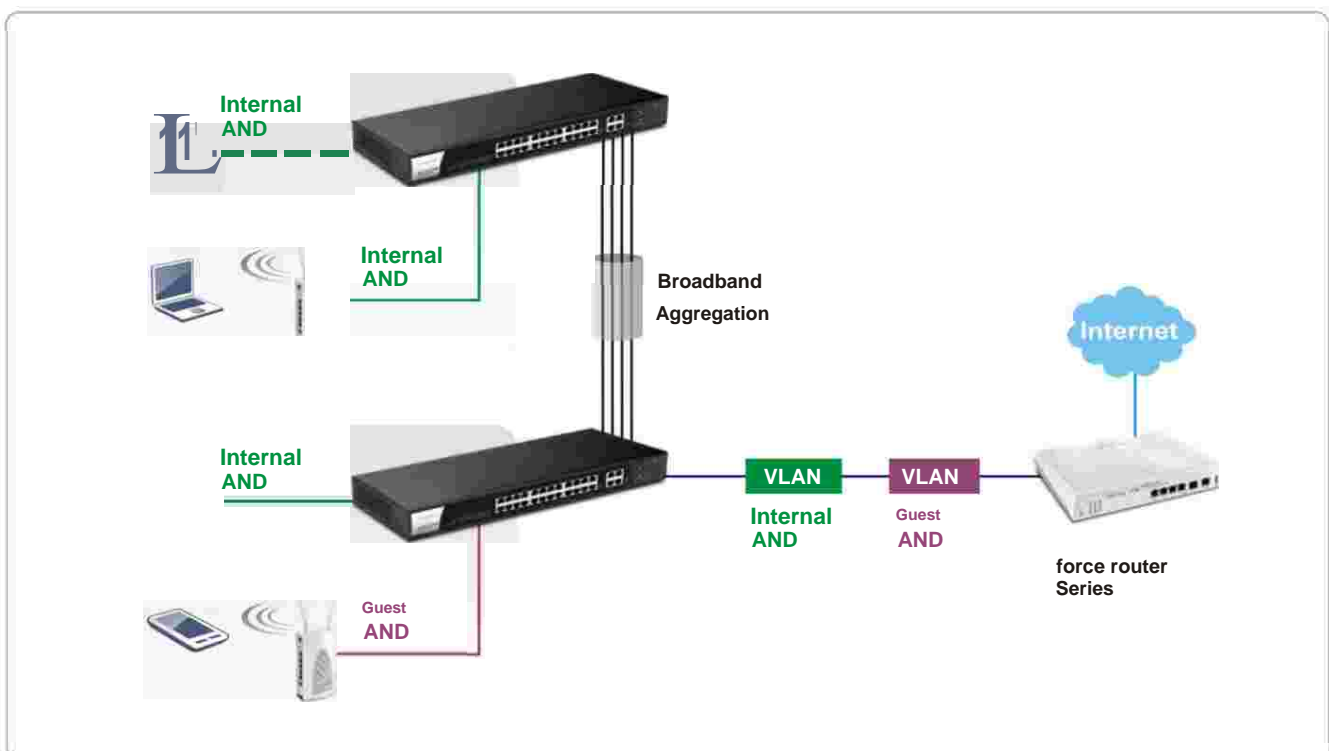 Internal
AND
Internal
AND
Broadband
Aggregation
Internet
Internal
AND
VLAN
VLAN
Internal
AND
Guest
AND
force router
Series
Guest
AND